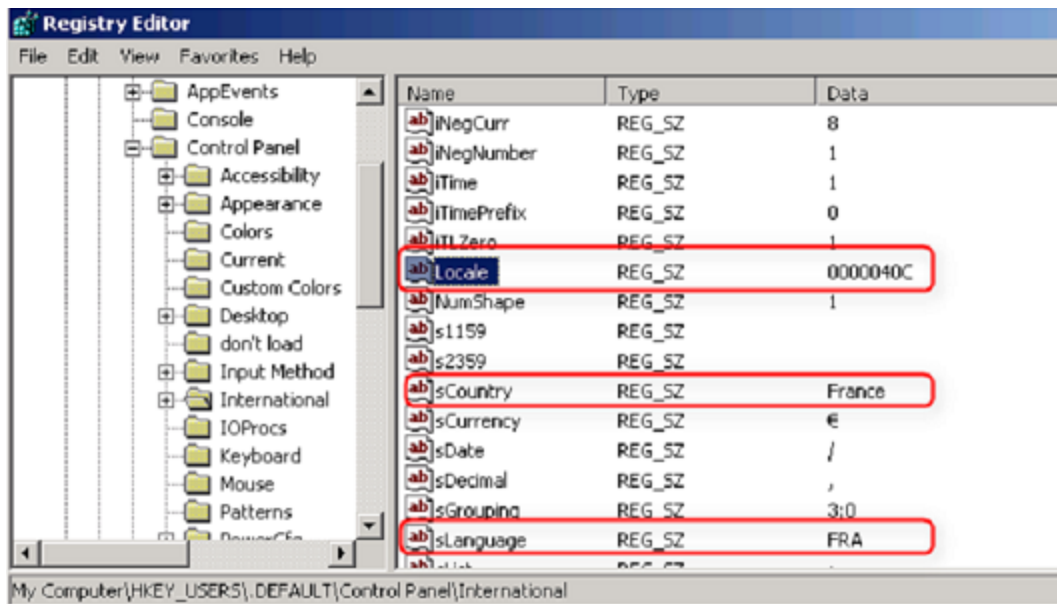 Registry Editor
File Edit View Favorites Help
AppEvents
Console
Control Panel
Accessibility
Appearance
Colors
Current
Custom Colors
Desktop
don't load
Input Method
International
IOProcs
Keyboard
Mouse
Patterns
PowerCfg
Name Type Data
iNegCurr REG_SZ 8
iNegNumber REG_SZ 1
iTime REG_SZ 1
iTimePrefix REG_SZ 0
iTLZero REG_SZ 1
Locale REG_SZ 0000040C
NumShape REG_SZ 1
s1159 REG_SZ
s2359 REG_SZ
sCountry REG_SZ France
sCurrency REG_SZ €
sDate REG_SZ /
sDecimal REG_SZ ,
sGrouping REG_SZ 3;0
sLanguage REG_SZ FRA
sList REG_SZ
My Computer\HKEY_USERS\.DEFAULT\Control Panel\International